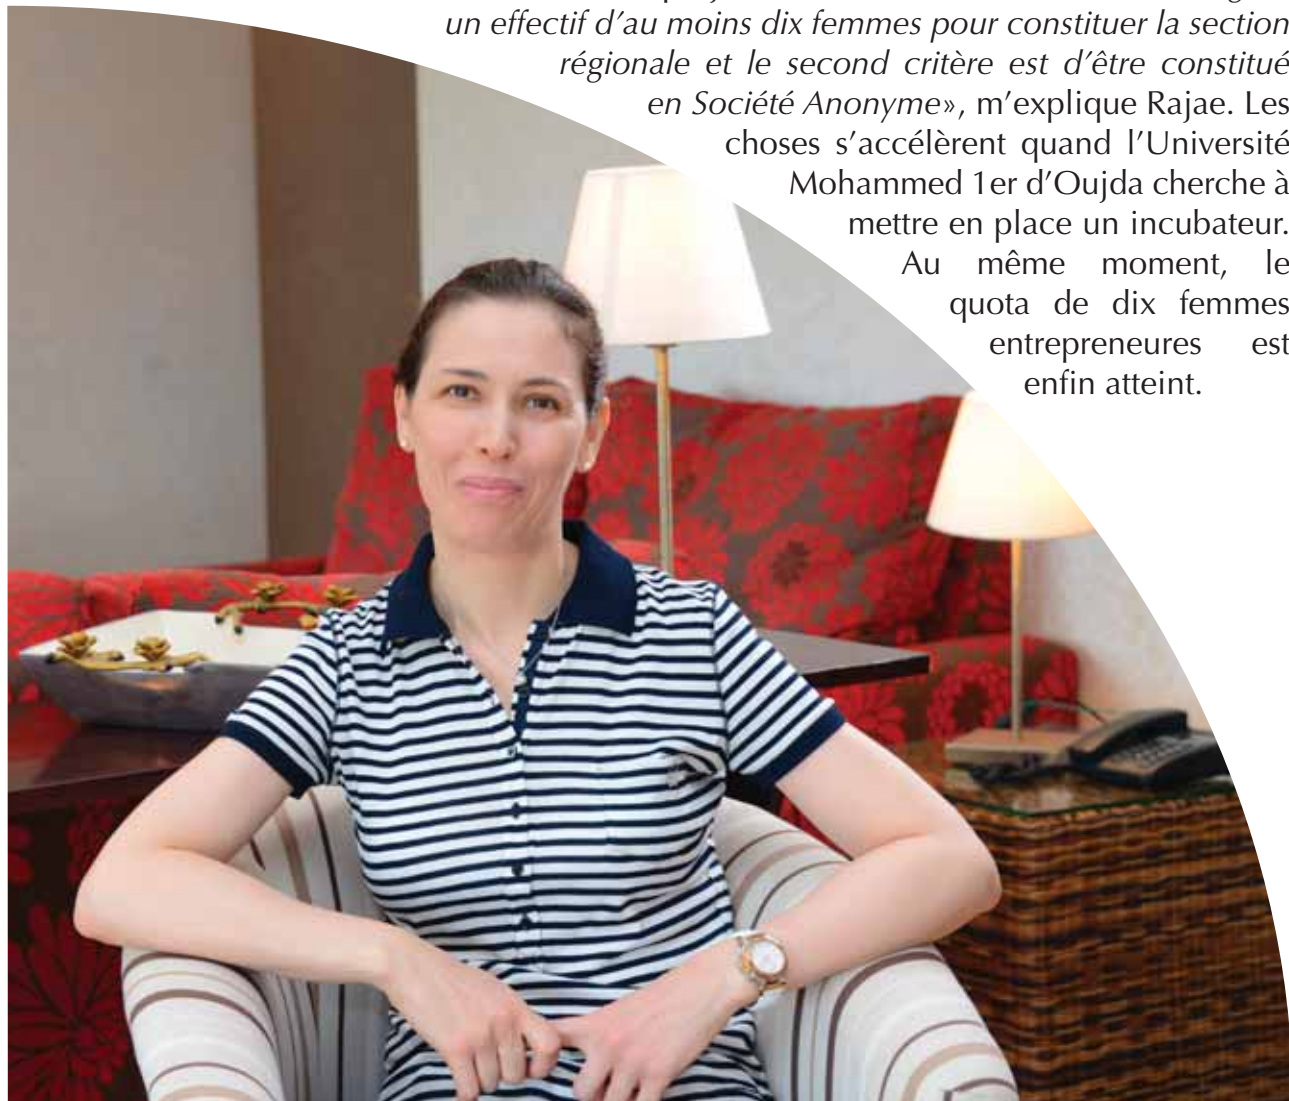 un effectif d’au moins dix femmes pour constituer la section
régionale et le second critère est d’être constitué
en Société Anonyme», m’explique Rajae. Les
choses s’accélèrent quand l’Université
Mohammed 1er d’Oujda cherche à
mettre en place un incubateur.
Au même moment, le
quota de dix femmes
entrepreneures est
enfin atteint.